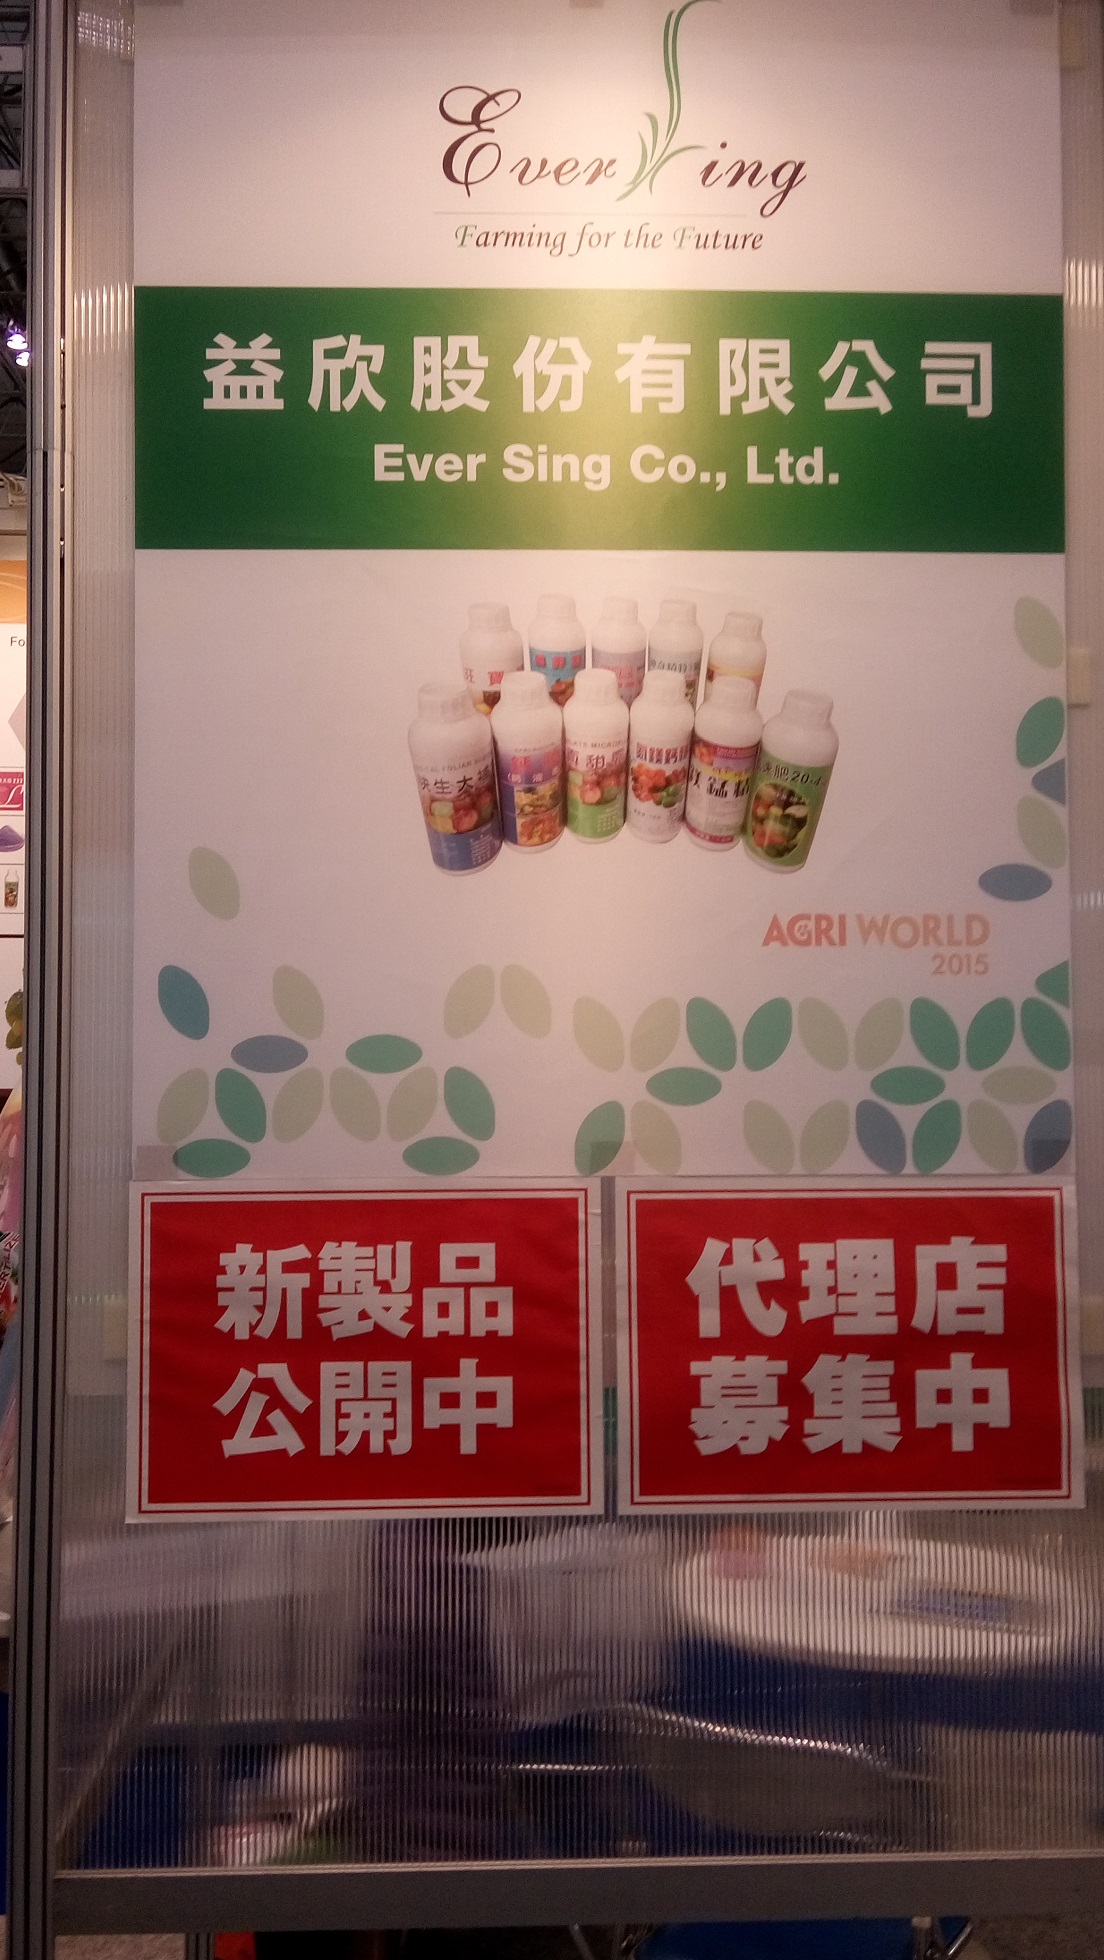 Ever Sing
Farming for the Future
益欣股份有限公司
Ever Sing Co., Ltd.
AGRI WORLD
2015
新製品
公開中
代理店
募集中